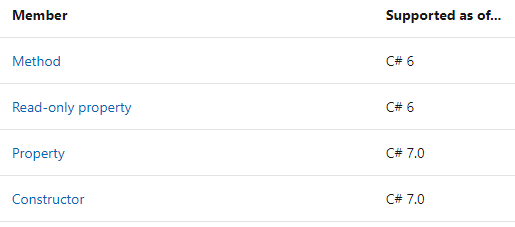 Member Supported as of...
Method C# 6
Read-only property C# 6
Property C# 7.0
Constructor C# 7.0